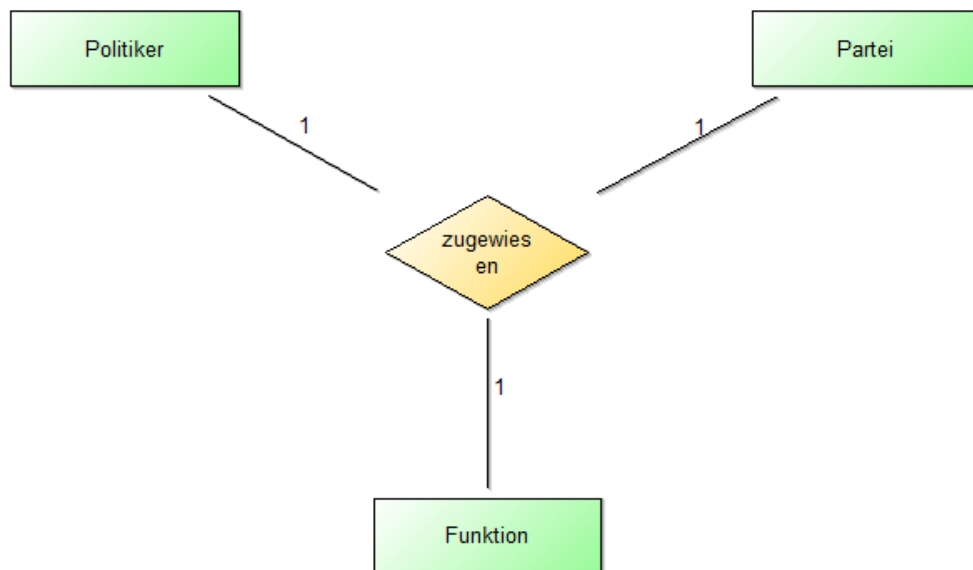 Politiker
Partei
1
1
zugewies
en
1
Funktion